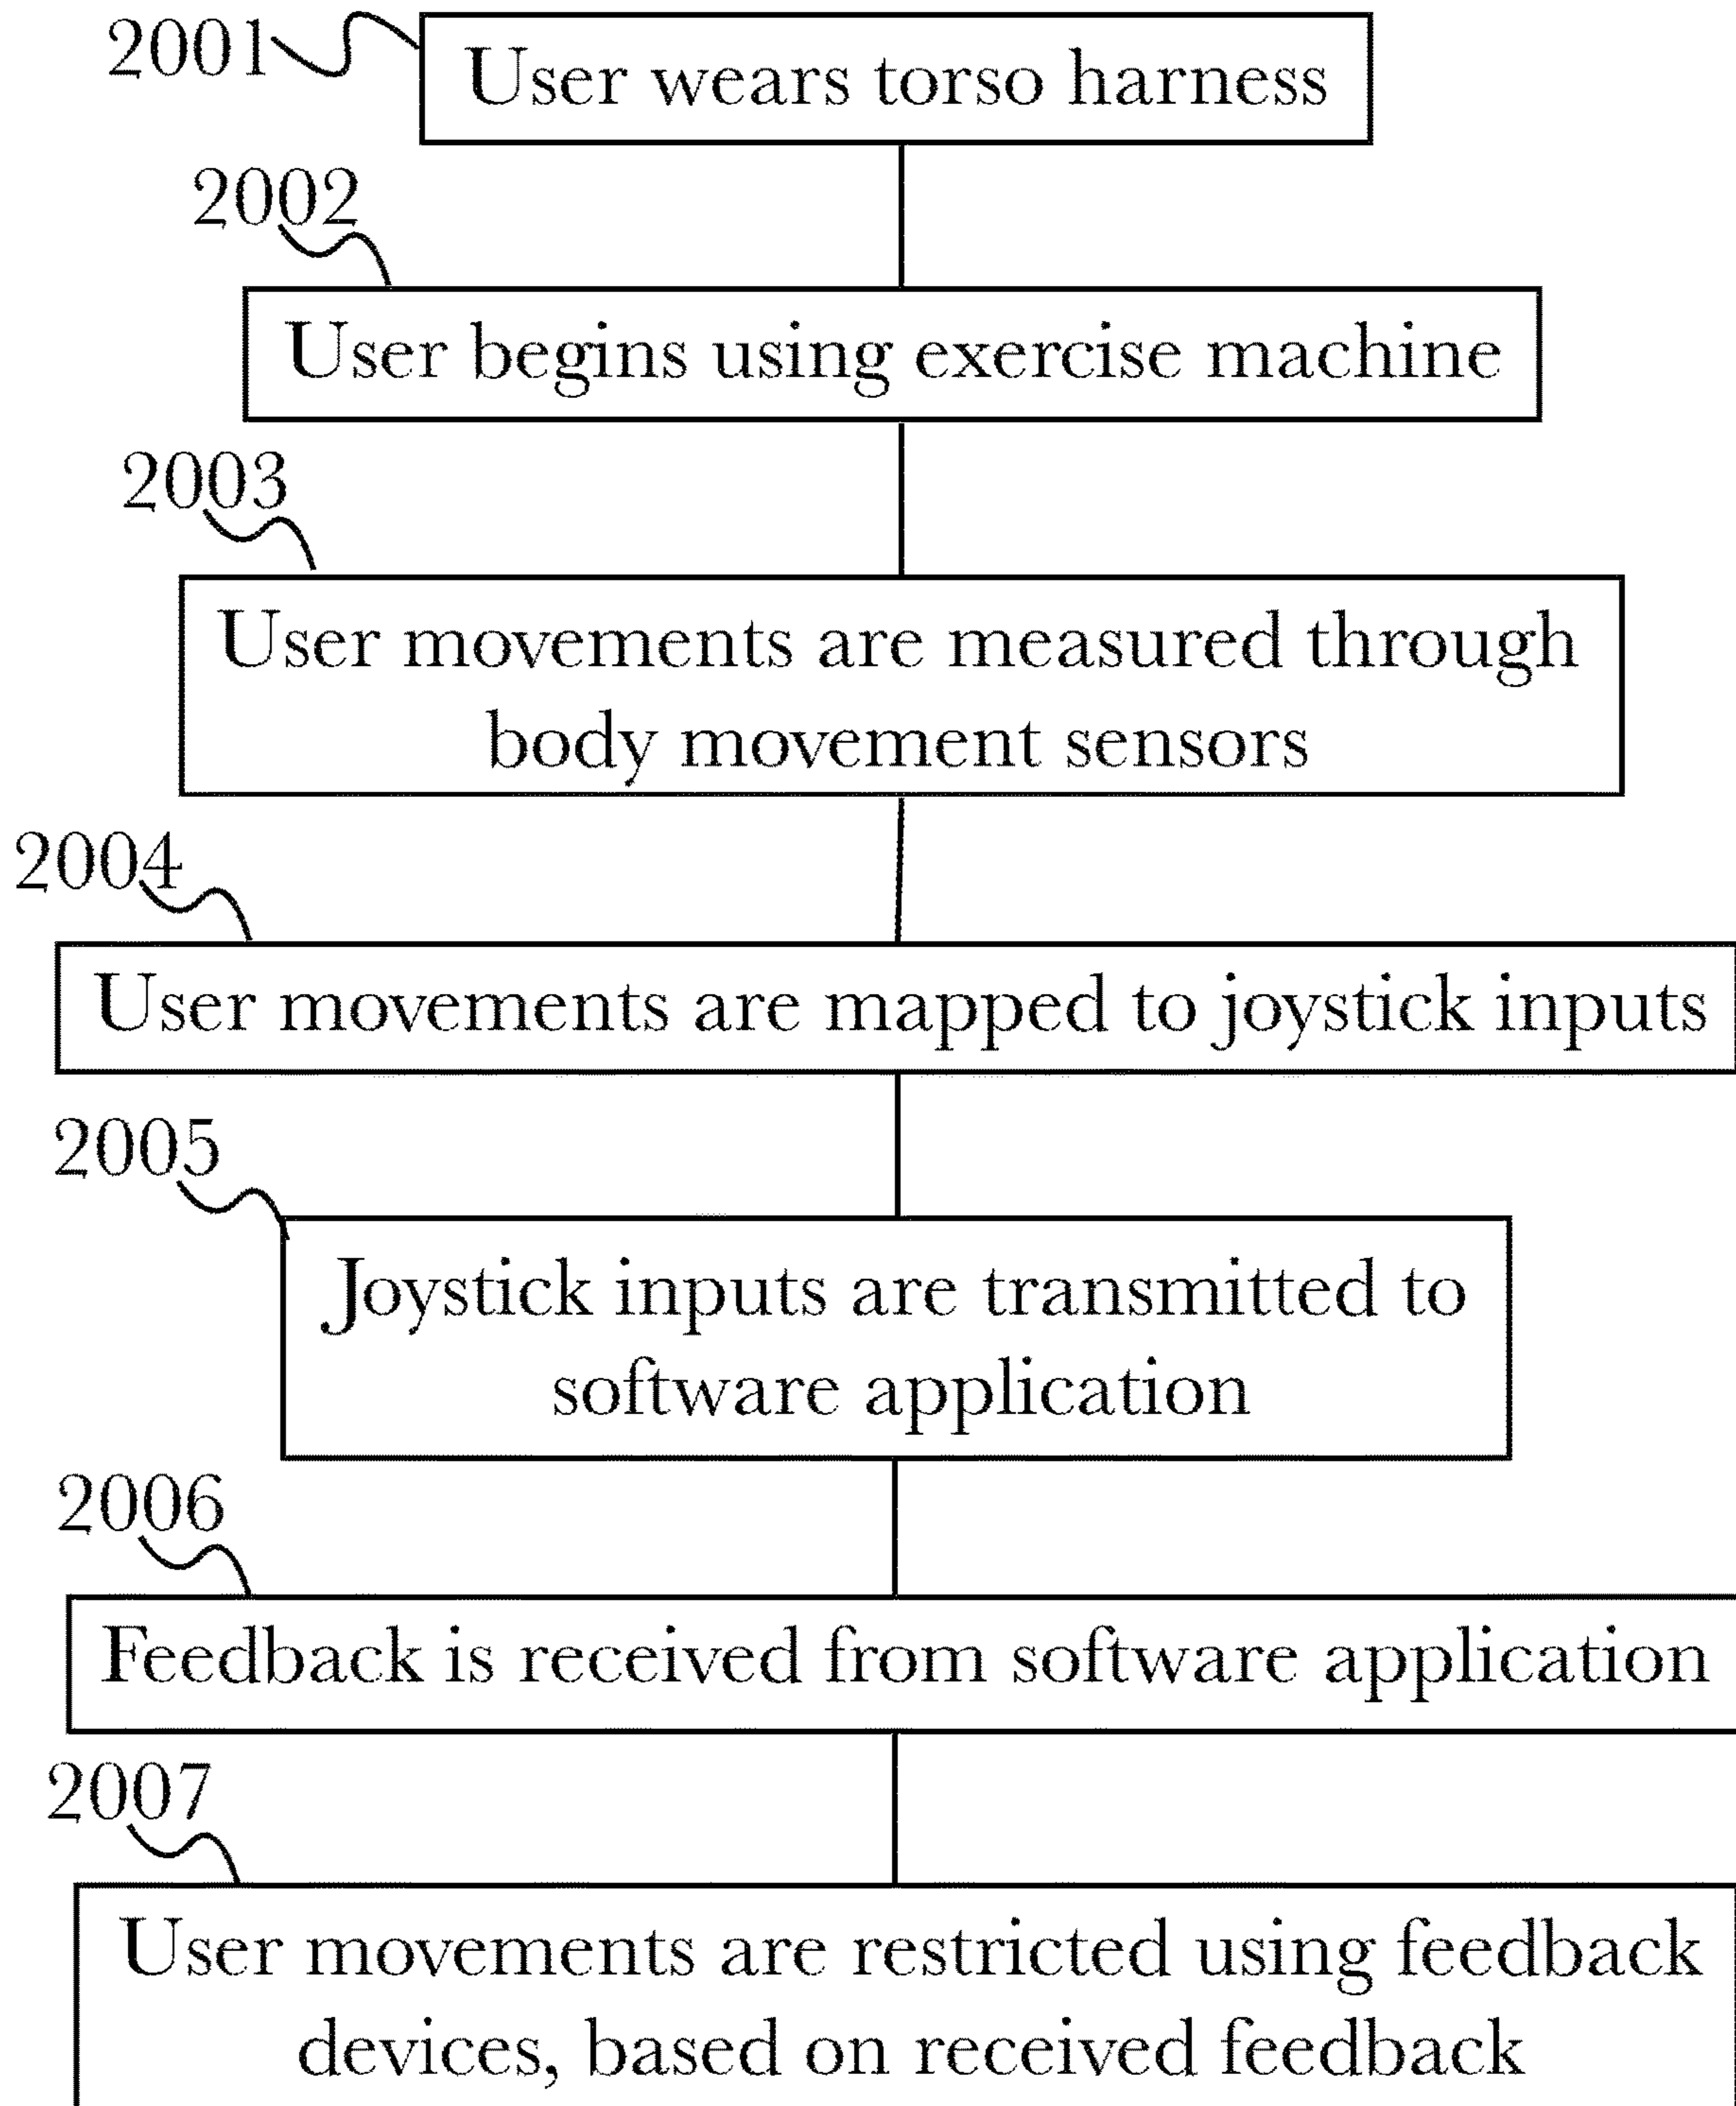 2001
User wears torso harness
2002
User begins using exercise machine
2003
User movements are measured through
body movement sensors
2004
User movements are mapped to joystick inputs
2005
Joystick inputs are transmitted to
software application
2006
Feedback is received from software application
2007
User movements are restricted using feedback
devices, based on received feedback